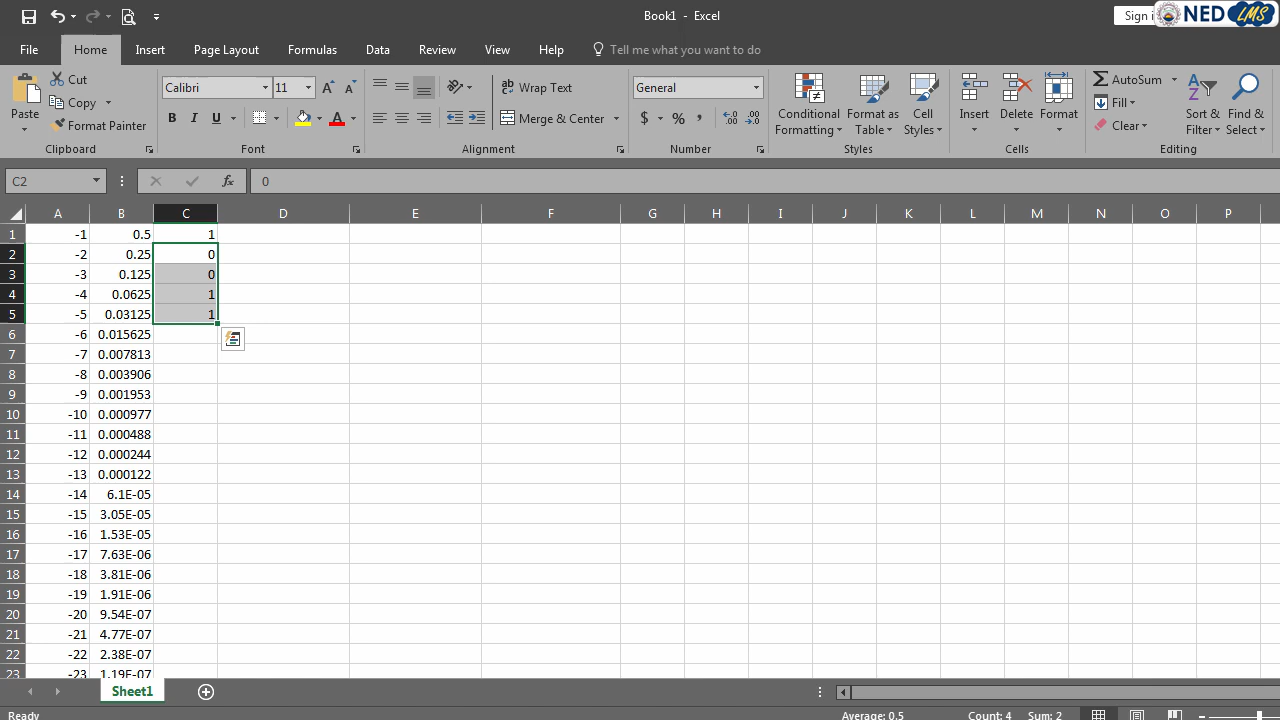 Book1 - Excel
Sign i
NED LMS
File Home Insert Page Layout Formulas Data Review View Help Tell me what you want to do
Paste
Cut
Copy
Format Painter
Clipboard
Calibri 11
B I U
A A
A
Font
Wrap Text
Merge & Center
Alignment
General
$ % ,
Number
Conditional Formatting
Format as Table
Cell Styles
Styles
Insert Delete Format
Cells
AutoSum
Fill
Clear
Sort & Filter
Find & Select
Editing
C2 fx 0
A B C D E F G H I J K L M N O P
1 -1 0.5 1
2 -2 0.25 0
3 -3 0.125 0
4 -4 0.0625 1
5 -5 0.03125 1
6 -6 0.015625
7 -7 0.007813
8 -8 0.003906
9 -9 0.001953
10 -10 0.000977
11 -11 0.000488
12 -12 0.000244
13 -13 0.000122
14 -14 6.1E-05
15 -15 3.05E-05
16 -16 1.53E-05
17 -17 7.63E-06
18 -18 3.81E-06
19 -19 1.91E-06
20 -20 9.54E-07
21 -21 4.77E-07
22 -22 2.38E-07
23 -23 1.19E-07
Sheet1
Ready Average: 0.5 Count: 4 Sum: 2